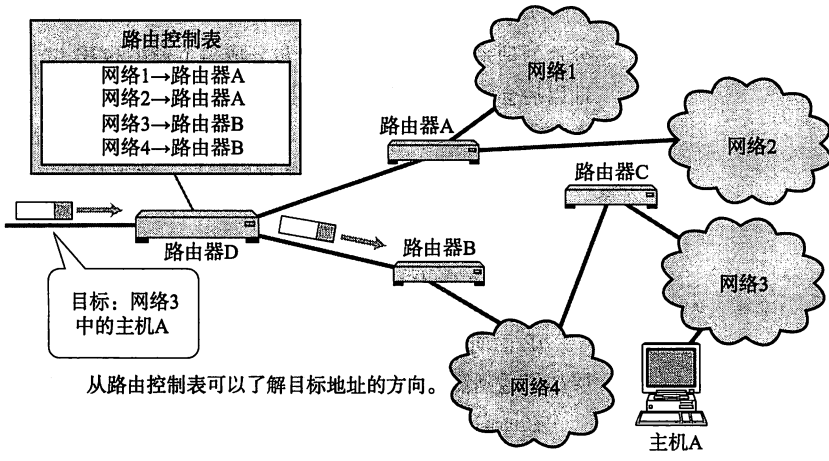 路由控制表
网络1→路由器A
网络2→路由器A
网络3→路由器B
网络4→路由器B
网络1
路由器A
网络2
路由器C
路由器D
路由器B
网络3
目标：网络3
中的主机A
从路由控制表可以了解目标地址的方向。
网络4
主机A